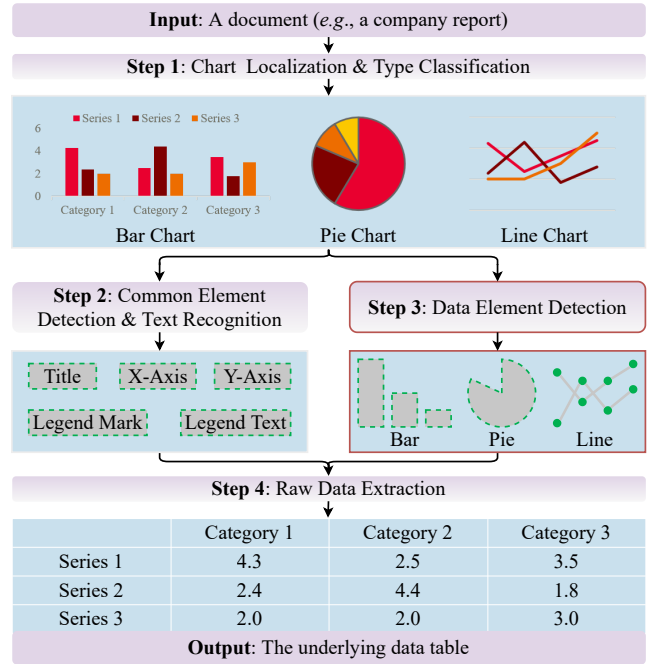 Input: A document (e.g., a company report)
Step 1: Chart Localization & Type Classification
Series 1 Series 2 Series 3
6
4
2
0
Category 1 Category 2 Category 3
Bar Chart Pie Chart Line Chart
Step 2: Common Element
Detection & Text Recognition
Step 3: Data Element Detection
Title X-Axis Y-Axis
Legend Mark Legend Text
Bar Pie Line
Step 4: Raw Data Extraction
Category 1 Category 2 Category 3
Series 1 4.3 2.5 3.5
Series 2 2.4 4.4 1.8
Series 3 2.0 2.0 3.0
Output: The underlying data table